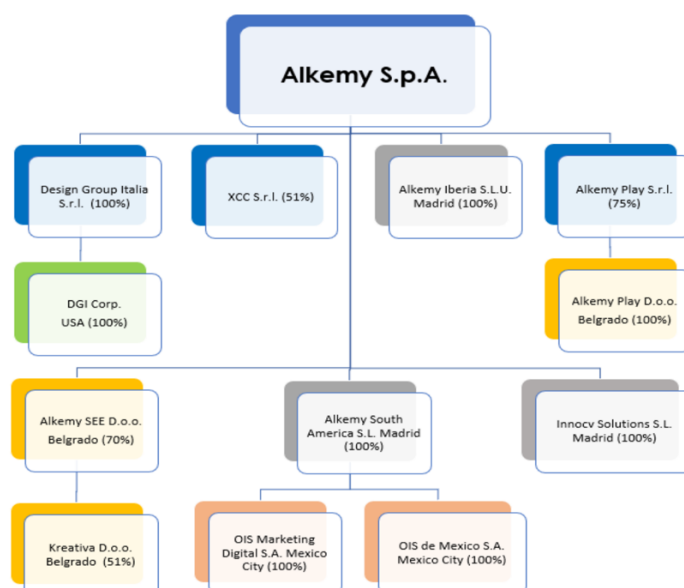 Alkemy S.p.A.
Design Group Italia
S.r.l. (100%)
XCC S.r.l. (51%)
Alkemy Iberia S.L.U.
Madrid (100%)
Alkemy Play S.r.l.
(75%)
DGI Corp.
USA (100%)
Alkemy Play D.o.o.
Belgrado (100%)
Alkemy SEE D.o.o.
Belgrado (70%)
Alkemy South
America S.L. Madrid
(100%)
Innocv Solutions S.L.
Madrid (100%)
Kreativa D.o.o.
Belgrado (51%)
OIS Marketing
Digital S.A. Mexico
City (100%)
OIS de Mexico S.A.
Mexico City (100%)